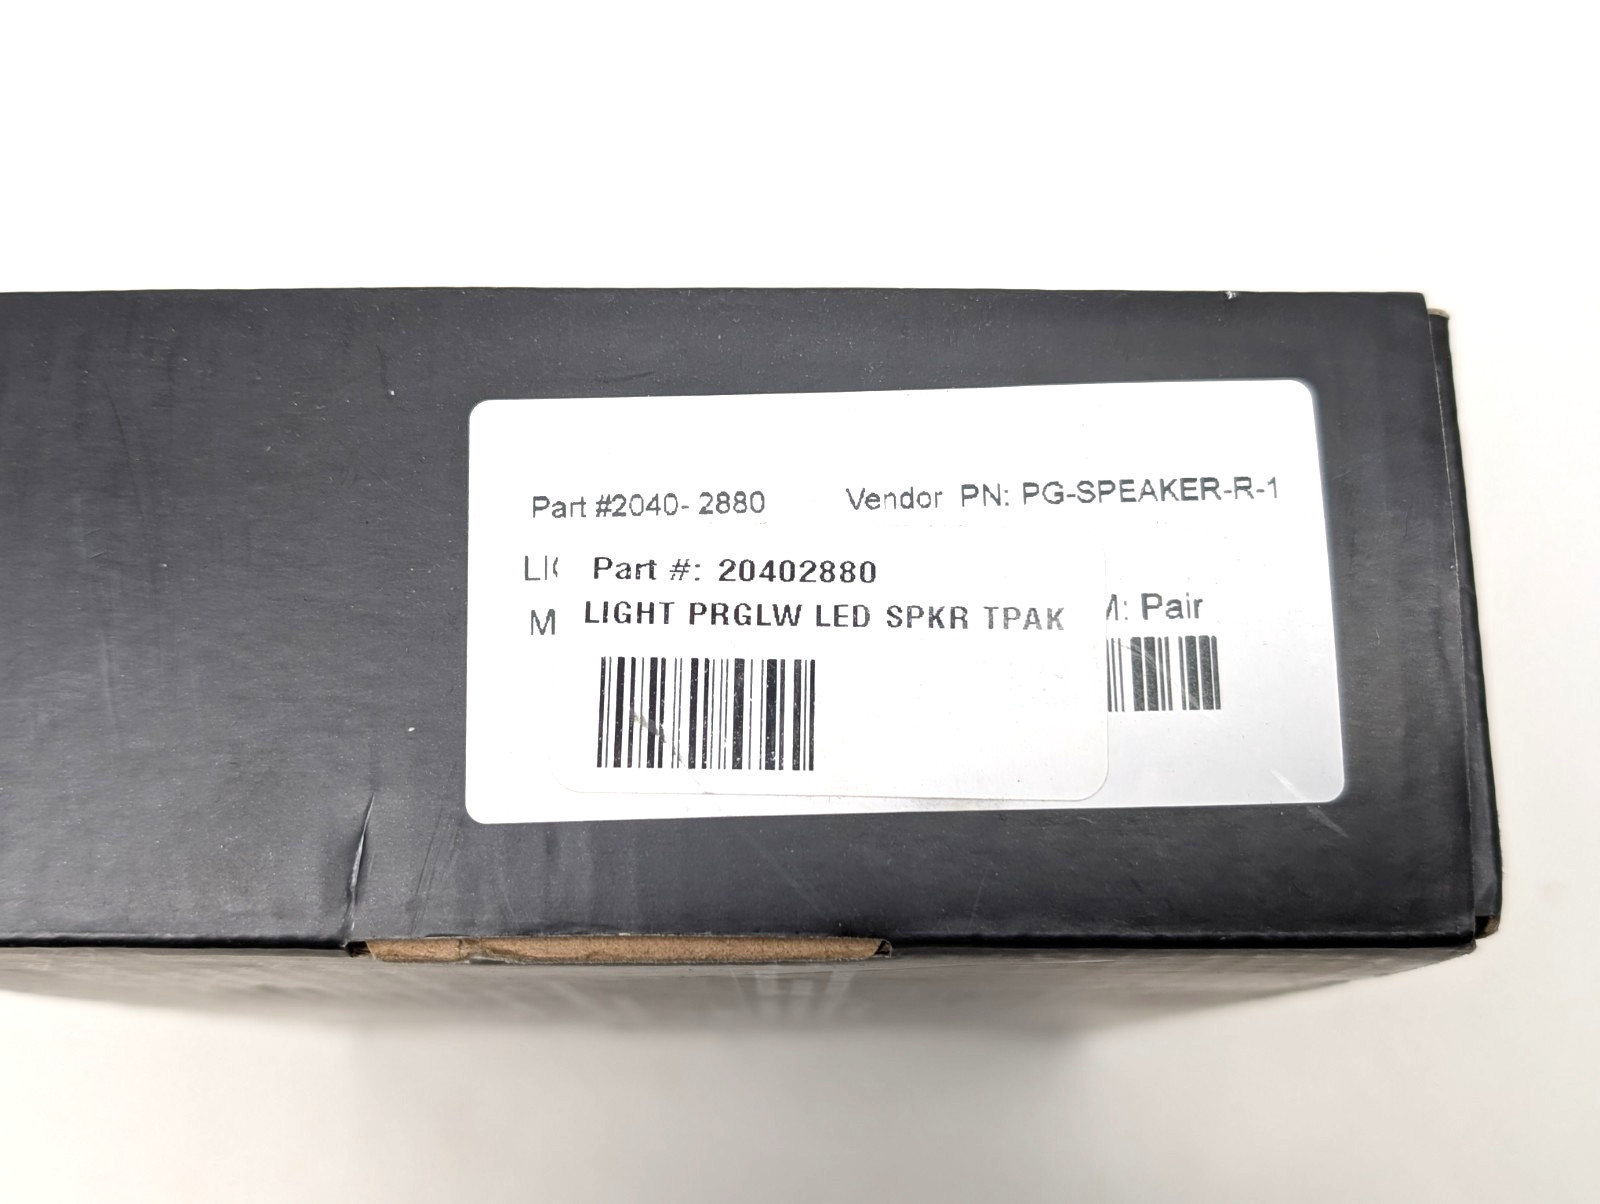 Part #2040- 2880 Vendor PN: PG-SPEAKER-R-1
Part #: 20402880
LIGHT PRGLW LED SPKR TPAK
M: Pair